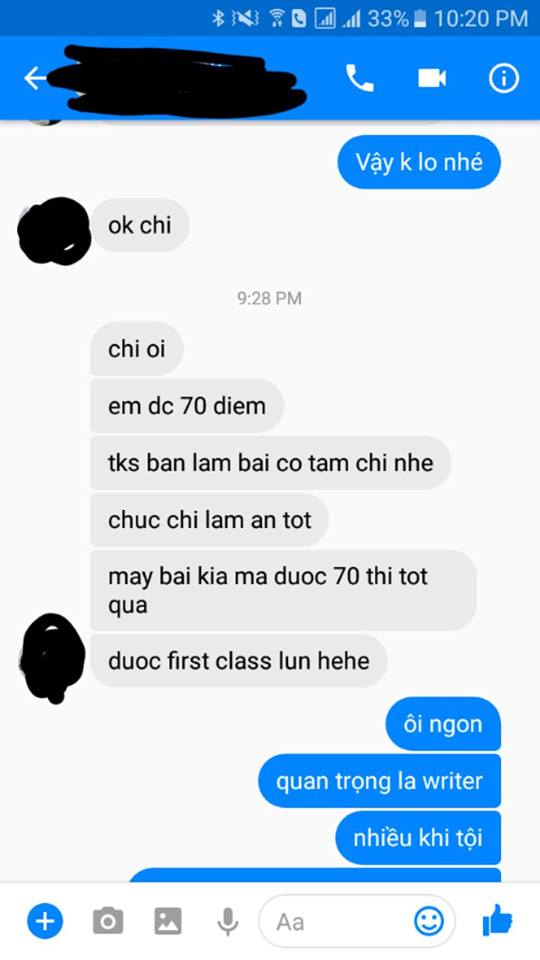 33% 10:20 PM
Vậy k lo nhé
ok chi
9:28 PM
chi oi
em dc 70 diem
tks ban lam bai co tam chi nhe
chuc chi lam an tot
may bai kia ma duoc 70 thi tot
qua
duoc first class lun hehe
ôi ngon
quan trọng la writer
nhiều khi tội
Aa